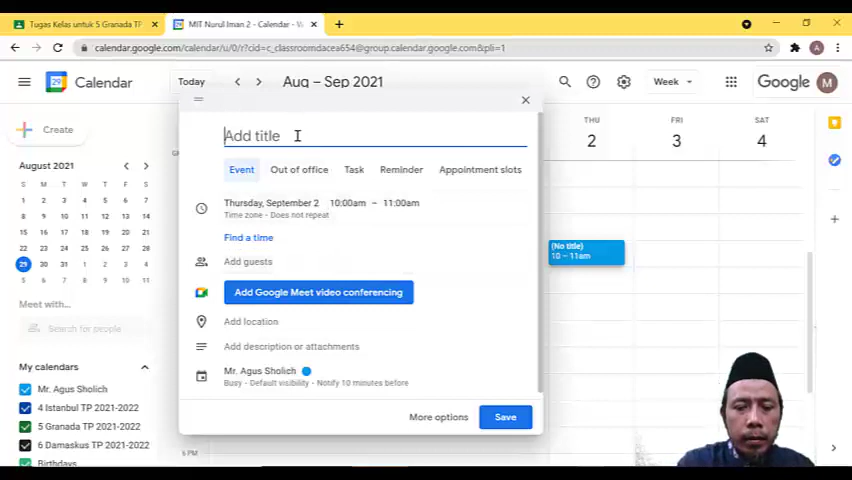 Tugas Kelas untuk 5 Granada TP
MIT Nurul Iman 2 - Calendar - W
calendar.google.com/calendar/u/0/r?cid=c_classroomdacea654@group.calendar.google.com&pli=1
A
29 Calendar
Today
Aug – Sep 2021
Week
Google
M
Create
August 2021
S M T W T F S
1 2 3 4 5 6 7
8 9 10 11 12 13 14
15 16 17 18 19 20 21
22 23 24 25 26 27 28
29 30 31 1 2 3 4
5 6 7 8 9 10 11
Meet with...
Search for people
My calendars
Mr. Agus Sholich
4 Istanbul TP 2021-2022
5 Granada TP 2021-2022
6 Damaskus TP 2021-2022
Birthdays
Add title
Event Out of office Task Reminder Appointment slots
Thursday, September 2 10:00am – 11:00am
Time zone - Does not repeat
Find a time
Add guests
Add Google Meet video conferencing
Add location
Add description or attachments
Mr. Agus Sholich
Busy - Default visibility - Notify 10 minutes before
More options
Save
THU FRI SAT
2 3 4
(No title)
10 – 11am
6 PM